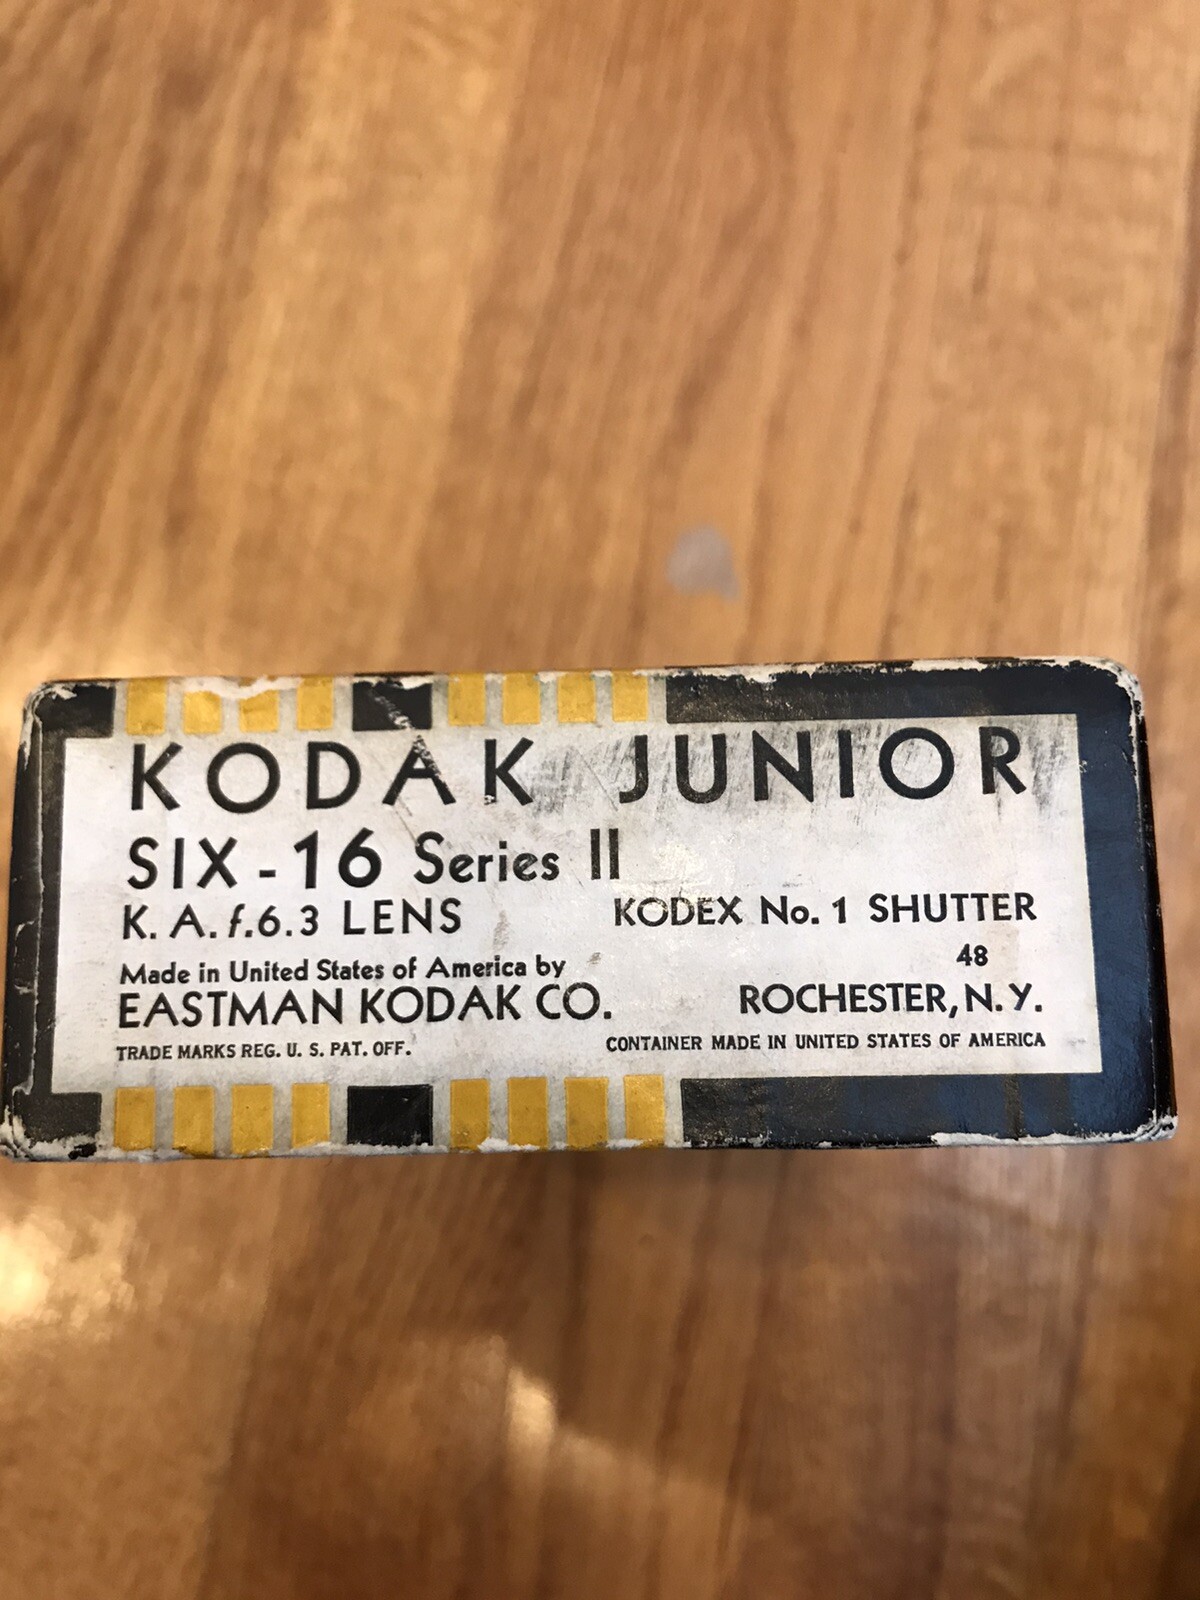 KODAK JUNIOR
SIX-16 Series II
K. A. f.6.3 LENS KODEX No. 1 SHUTTER
48
Made in United States of America by
EASTMAN KODAK CO. ROCHESTER, N. Y.
TRADE MARKS REG. U. S. PAT. OFF. CONTAINER MADE IN UNITED STATES OF AMERICA